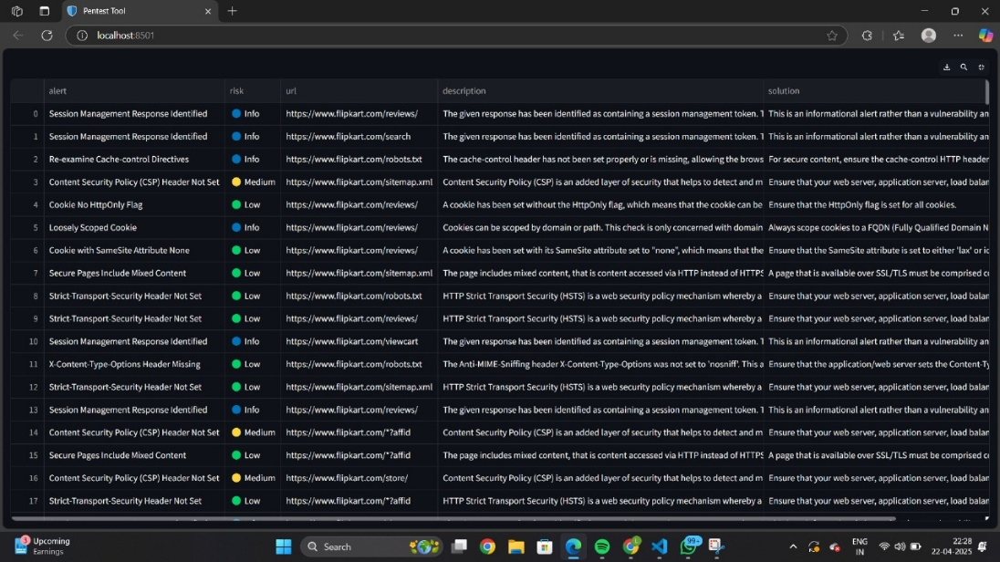 Pentest Tool
localhost:8501
alert risk url description solution
0 Session Management Response Identified Info https://www.flipkart.com/reviews/ The given response has been identified as containing a session management token. T This is an informational alert rather than a vulnerability an
1 Session Management Response Identified Info https://www.flipkart.com/search The given response has been identified as containing a session management token. T This is an informational alert rather than a vulnerability an
2 Re-examine Cache-control Directives Info https://www.flipkart.com/robots.txt The cache-control header has not been set properly or is missing, allowing the brows For secure content, ensure the cache-control HTTP header
3 Content Security Policy (CSP) Header Not Set Medium https://www.flipkart.com/sitemap.xml Content Security Policy (CSP) is an added layer of security that helps to detect and m Ensure that your web server, application server, load balan
4 Cookie No HttpOnly Flag Low https://www.flipkart.com/reviews/ A cookie has been set without the HttpOnly flag, which means that the cookie can be Ensure that the HttpOnly flag is set for all cookies.
5 Loosely Scoped Cookie Info https://www.flipkart.com/reviews/ Cookies can be scoped by domain or path. This check is only concerned with domain Always scope cookies to a FQDN (Fully Qualified Domain N
6 Cookie with SameSite Attribute None Low https://www.flipkart.com/reviews/ A cookie has been set with its SameSite attribute set to "none", which means that the Ensure that the SameSite attribute is set to either 'lax' or ic
7 Secure Pages Include Mixed Content Low https://www.flipkart.com/sitemap.xml The page includes mixed content, that is content accessed via HTTP instead of HTTPS A page that is available over SSL/TLS must be comprised c
8 Strict-Transport-Security Header Not Set Low https://www.flipkart.com/robots.txt HTTP Strict Transport Security (HSTS) is a web security policy mechanism whereby a Ensure that your web server, application server, load balan
9 Strict-Transport-Security Header Not Set Low https://www.flipkart.com/reviews/ HTTP Strict Transport Security (HSTS) is a web security policy mechanism whereby a Ensure that your web server, application server, load balan
10 Session Management Response Identified Info https://www.flipkart.com/viewcart The given response has been identified as containing a session management token. T This is an informational alert rather than a vulnerability an
11 X-Content-Type-Options Header Missing Low https://www.flipkart.com/robots.txt The Anti-MIME-Sniffing header X-Content-Type-Options was not set to 'nosniff'. This a Ensure that the application/web server sets the Content-Ty
12 Strict-Transport-Security Header Not Set Low https://www.flipkart.com/sitemap.xml HTTP Strict Transport Security (HSTS) is a web security policy mechanism whereby a Ensure that your web server, application server, load balan
13 Session Management Response Identified Info https://www.flipkart.com/reviews/ The given response has been identified as containing a session management token. T This is an informational alert rather than a vulnerability an
14 Content Security Policy (CSP) Header Not Set Medium https://www.flipkart.com/*?affid Content Security Policy (CSP) is an added layer of security that helps to detect and m Ensure that your web server, application server, load balan
15 Secure Pages Include Mixed Content Low https://www.flipkart.com/*?affid The page includes mixed content, that is content accessed via HTTP instead of HTTPS A page that is available over SSL/TLS must be comprised c
16 Content Security Policy (CSP) Header Not Set Medium https://www.flipkart.com/store/ Content Security Policy (CSP) is an added layer of security that helps to detect and m Ensure that your web server, application server, load balan
17 Strict-Transport-Security Header Not Set Low https://www.flipkart.com/*?affid HTTP Strict Transport Security (HSTS) is a web security policy mechanism whereby a Ensure that your web server, application server, load balan
Upcoming
Earnings
Search
99+
ENG
IN
22:28
22-04-2025